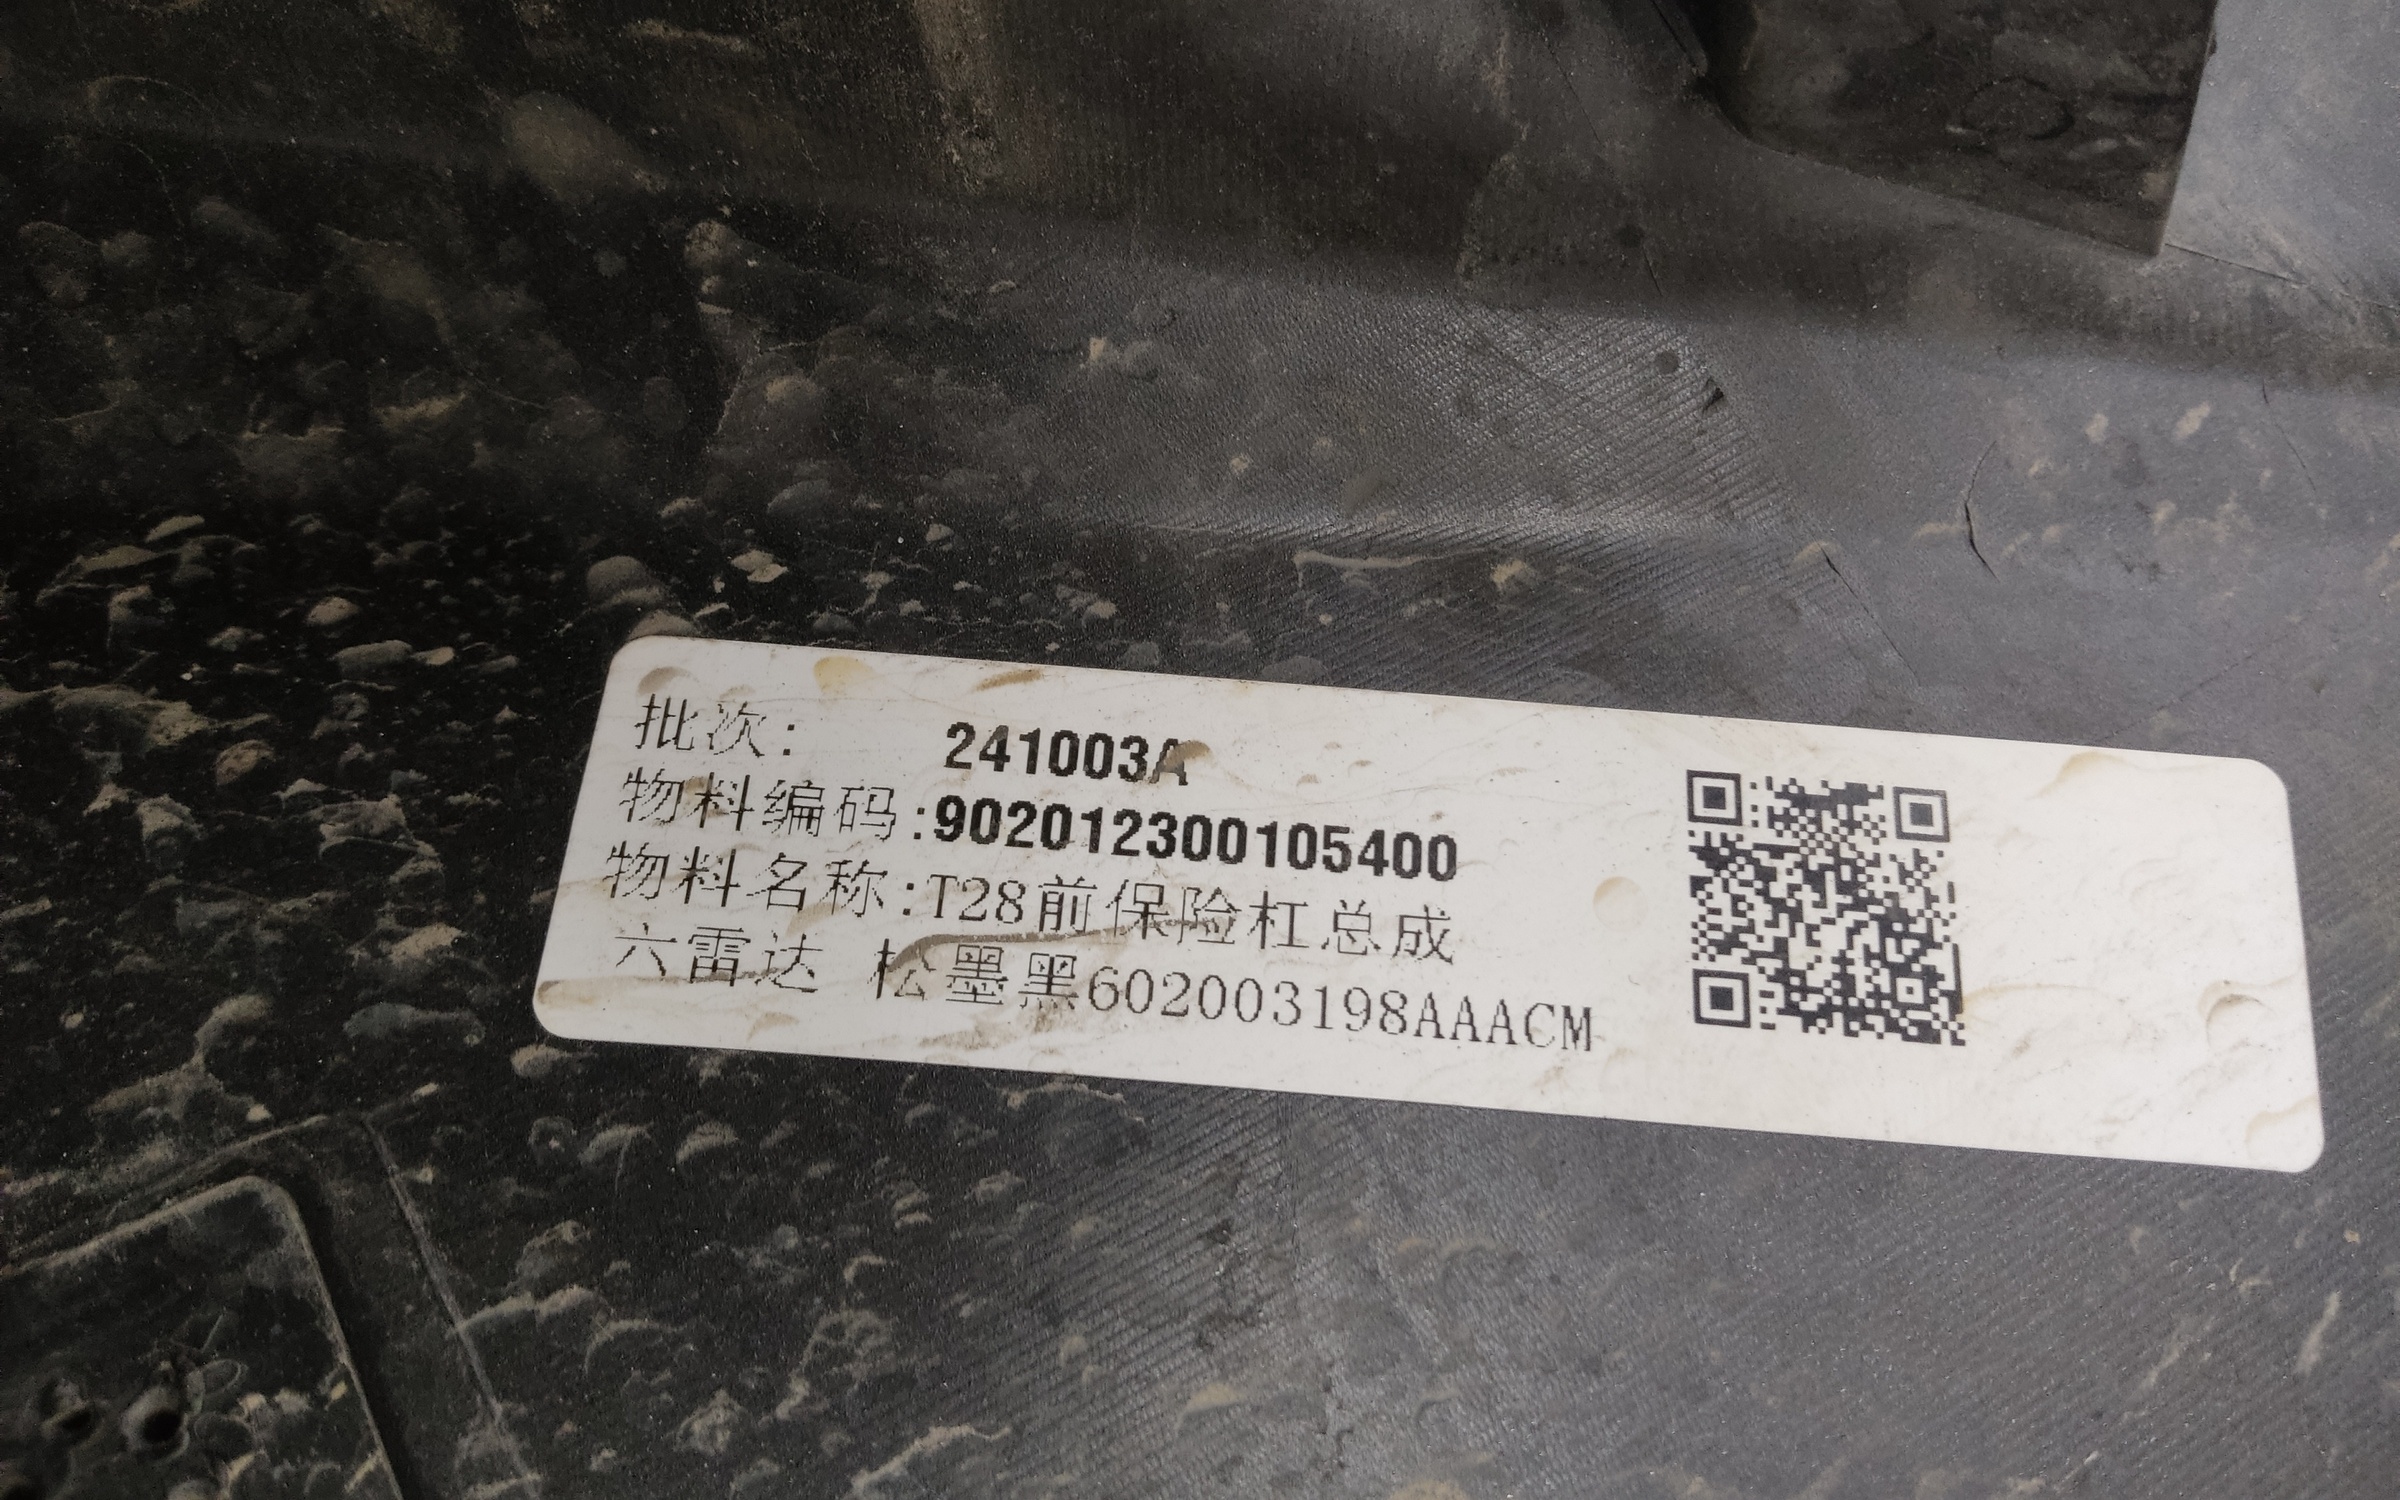 批次: 241003A
物料编码:902012300105400
物料名称:T28前保险杠总成
六雷达 松墨黑602003198AAACM